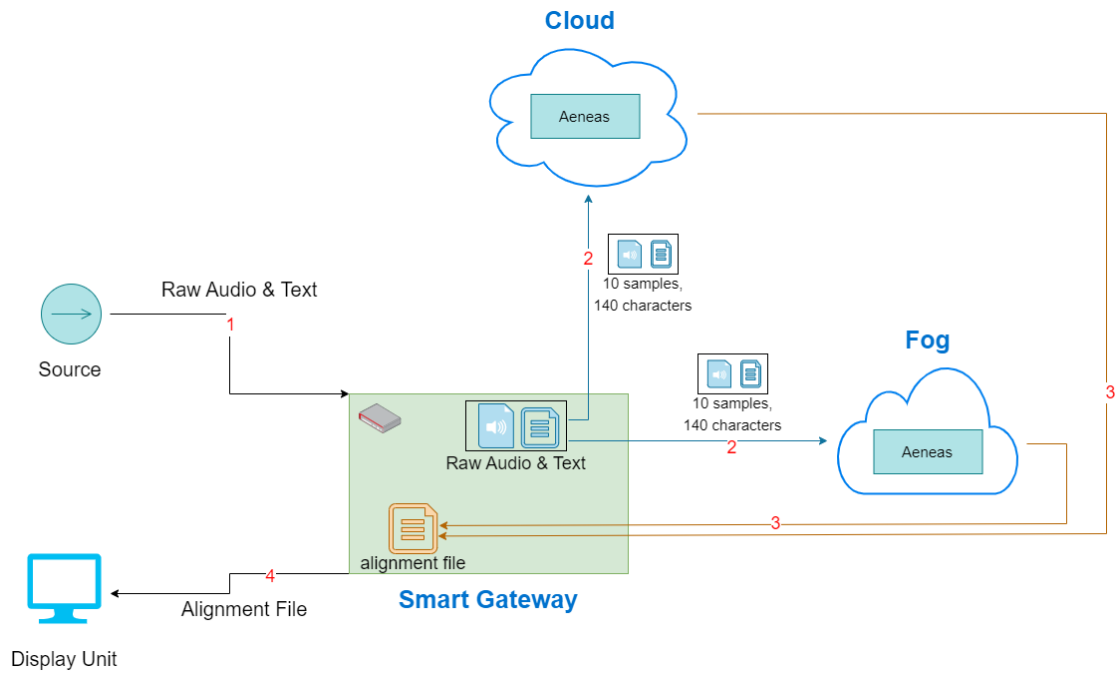 Cloud
Aeneas
2
10 samples,
140 characters
Raw Audio & Text
1
Source
Fog
10 samples,
140 characters
2
Aeneas
3
Raw Audio & Text
3
alignment file
4
Smart Gateway
Alignment File
Display Unit